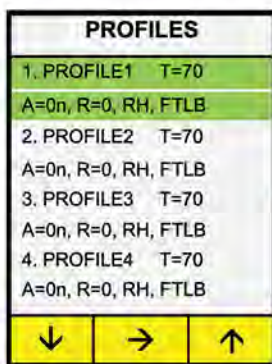 PROFILES
1. PROFILE1 T=70
A=0n, R=0, RH, FTLB
2. PROFILE2 T=70
A=0n, R=0, RH, FTLB
3. PROFILE3 T=70
A=0n, R=0, RH, FTLB
4. PROFILE4 T=70
A=0n, R=0, RH, FTLB
↓ → ↑